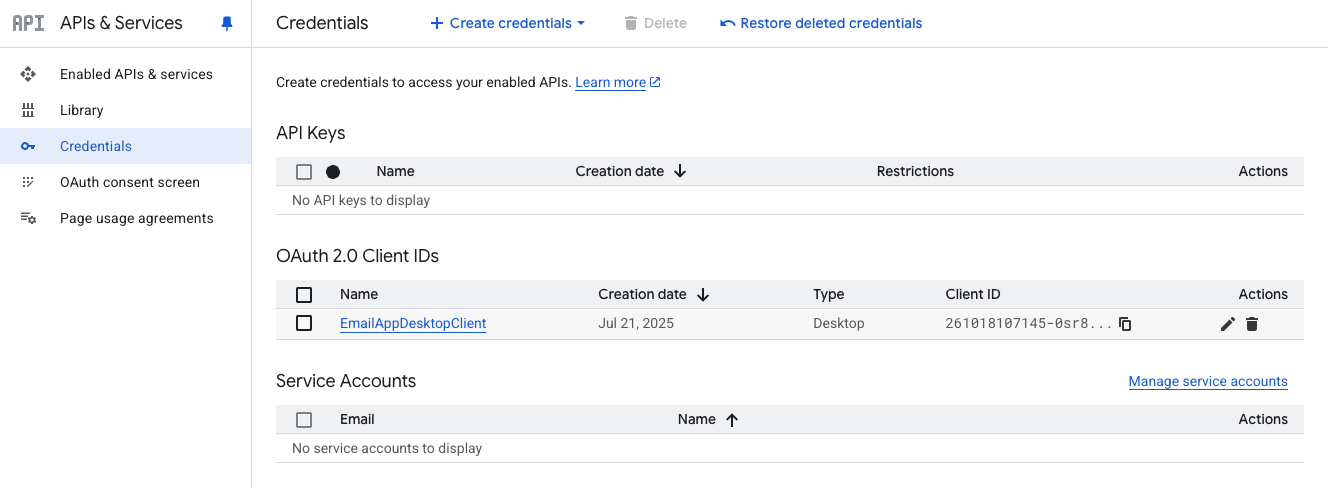 API APIs & Services
Credentials
Create credentials
Delete
Restore deleted credentials
Enabled APIs & services
Library
Credentials
OAuth consent screen
Page usage agreements
Create credentials to access your enabled APIs. Learn more
API Keys
Name Creation date Restrictions Actions
No API keys to display
OAuth 2.0 Client IDs
Name Creation date Type Client ID Actions
EmailAppDesktopClient Jul 21, 2025 Desktop 261018107145-0sr8...
Service Accounts Manage service accounts
Email Name Actions
No service accounts to display